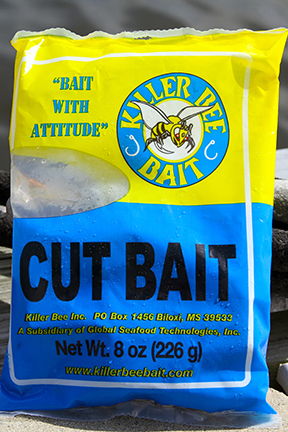 "BAIT
WITH
ATTITUDE"
KILLER BEE
BAIT
CUT BAIT
Killer Bee Inc. PO Box 1456 Biloxi, MS 39533
A Subsidiary of Global Seafood Technologies, Inc.
Net Wt. 8 oz (226 g)
www.killerbeebait.com